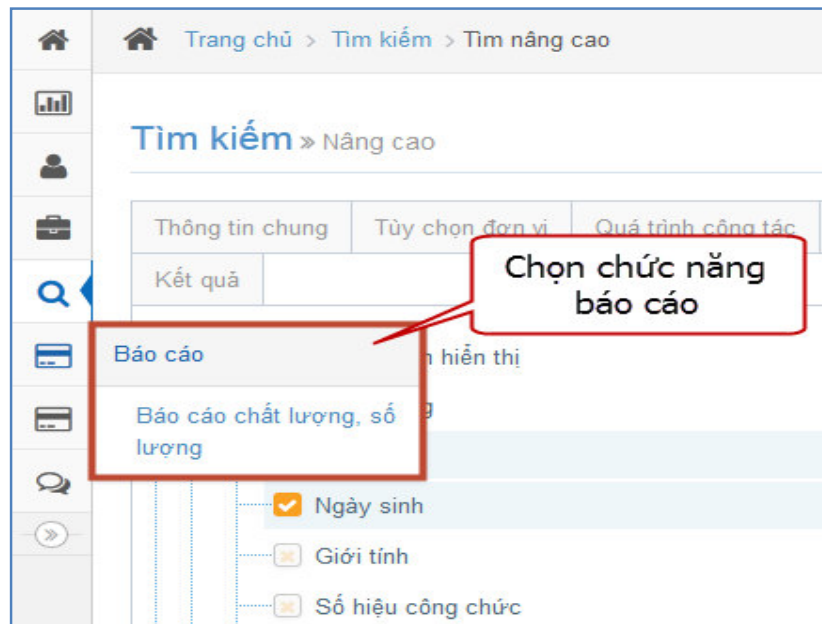 Trang chủ > Tìm kiếm > Tìm nâng cao
Tìm kiếm » Nâng cao
Thông tin chung
Tùy chọn đơn vị
Quá trình công tác
Kết quả
Chọn chức năng
báo cáo
Báo cáo
hiển thị
Báo cáo chất lượng, số
lượng
Ngày sinh
Giới tính
Số hiệu công chức